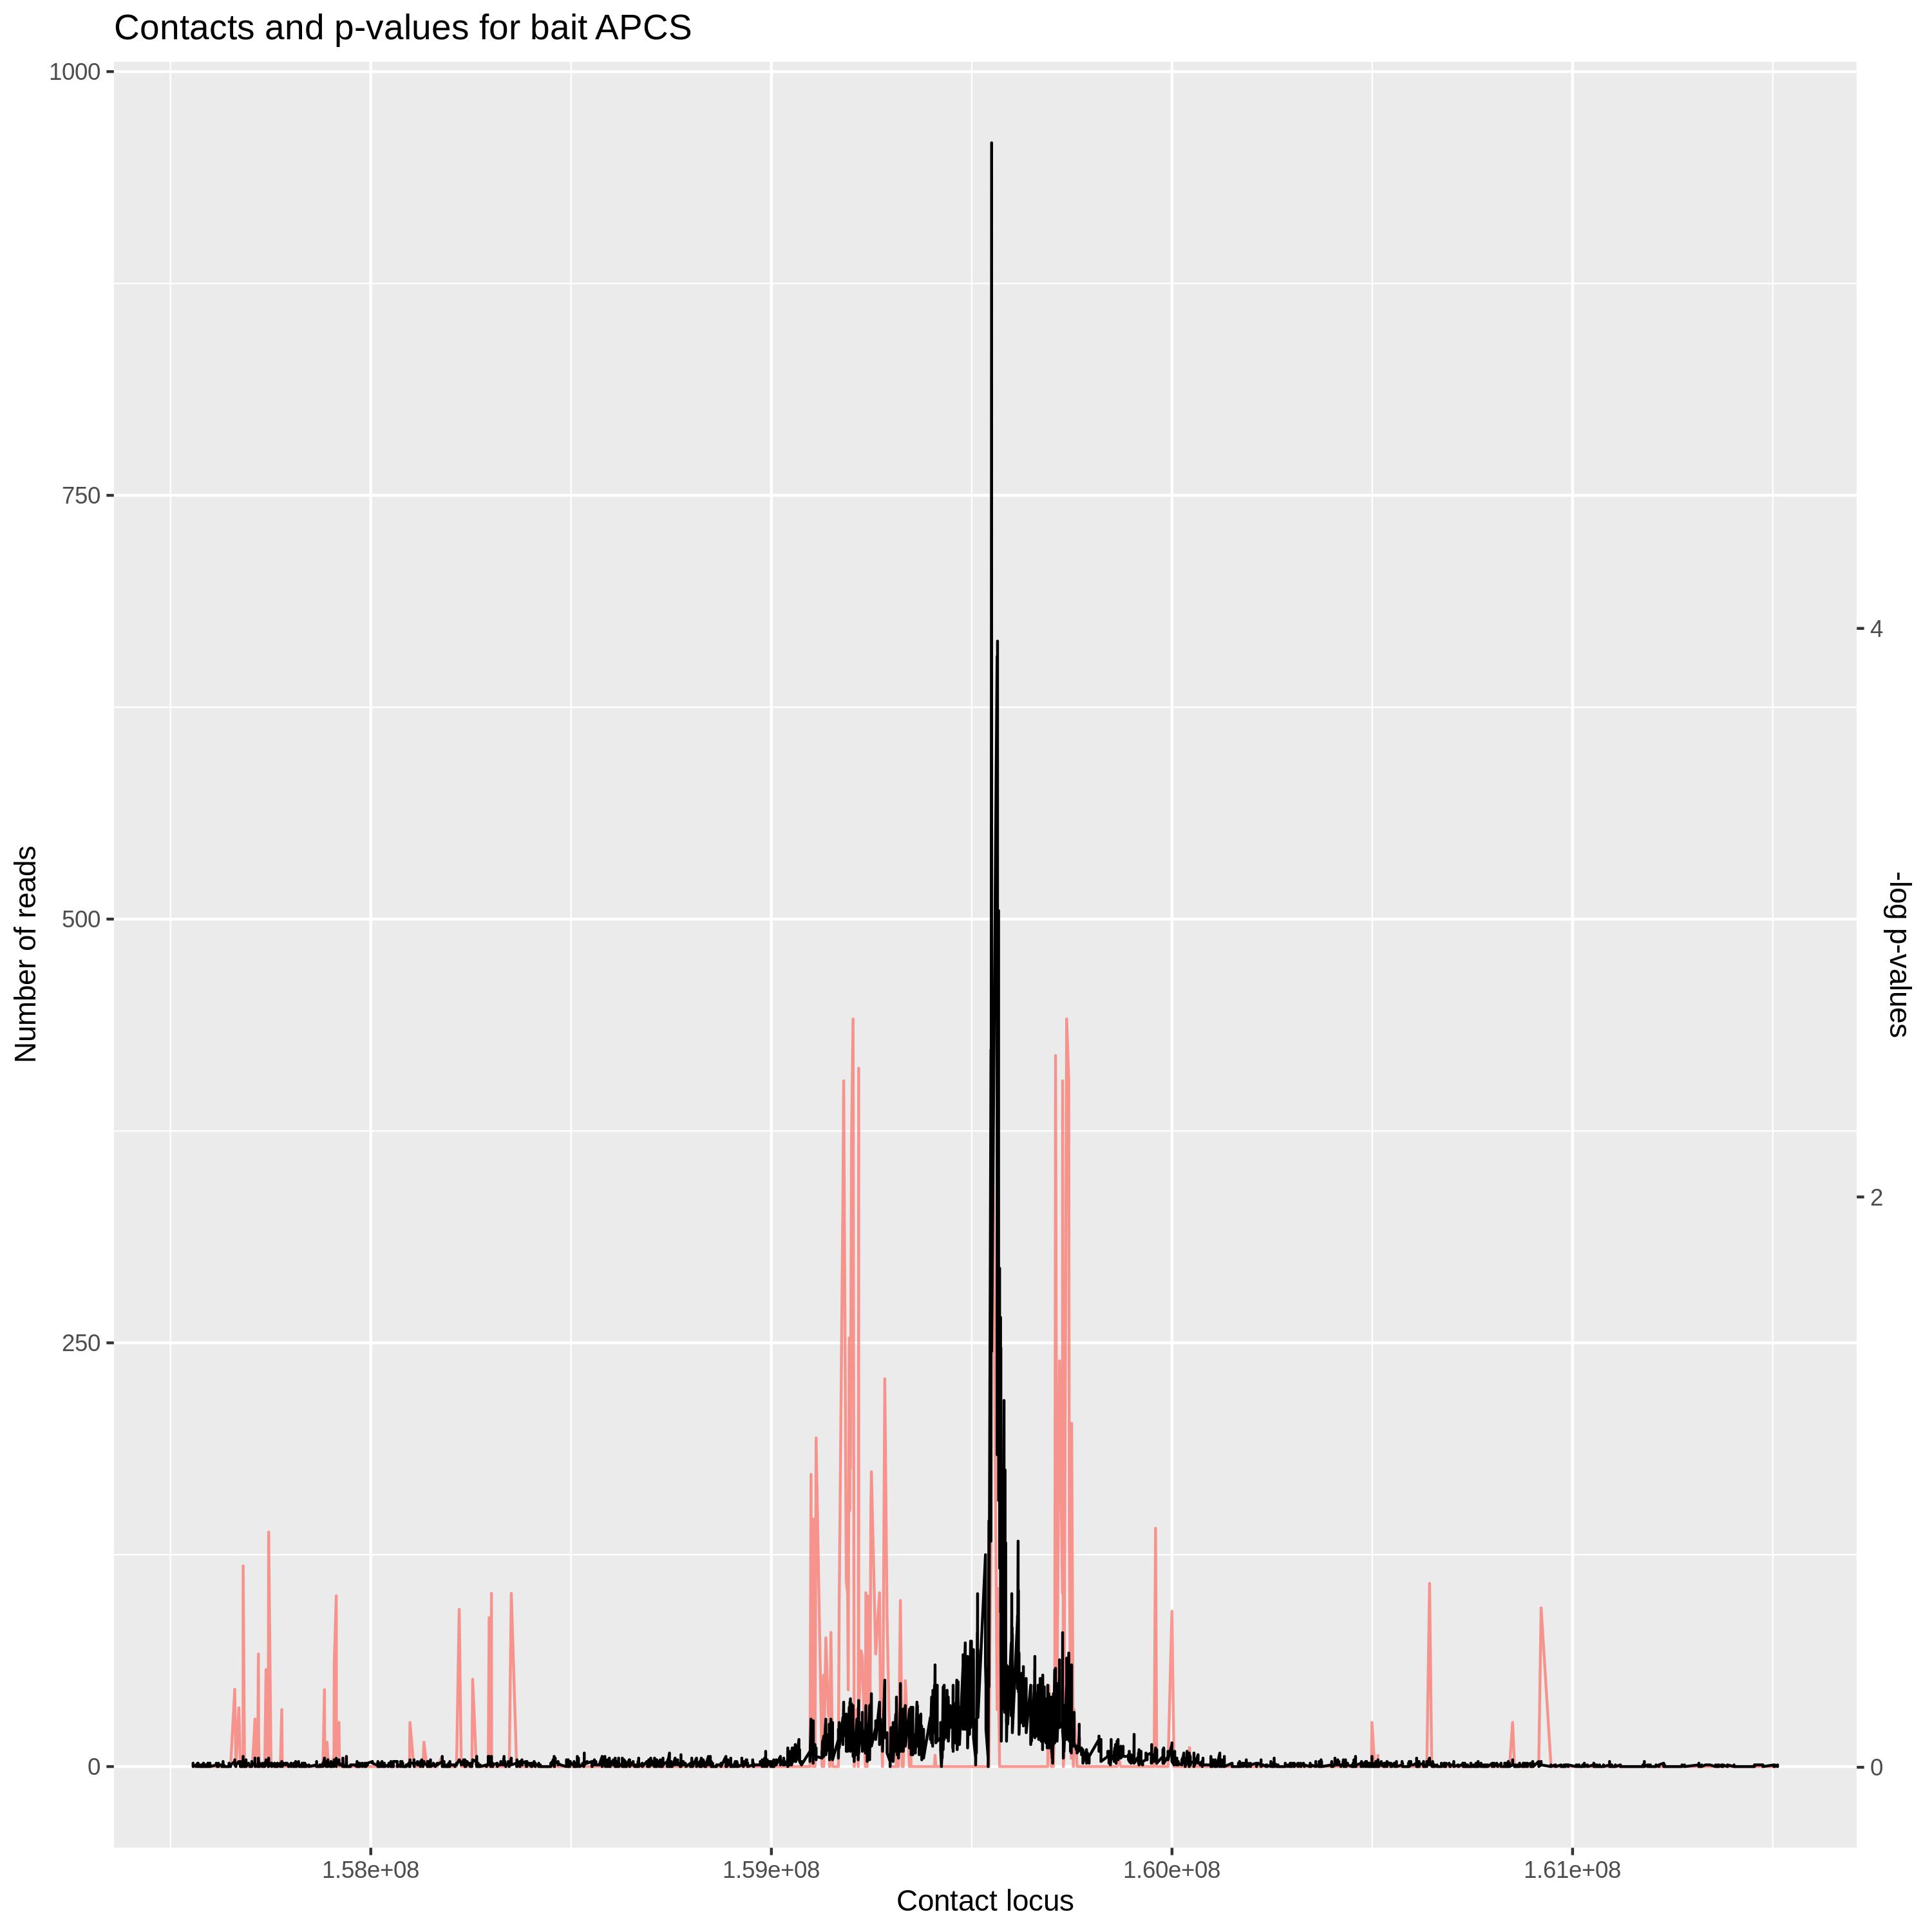 Contacts and p-values for bait APCS
1000
750
500
250
0
Number of reads
4
2
0
-log p-values
1.58e+08
1.59e+08
1.60e+08
1.61e+08
Contact locus